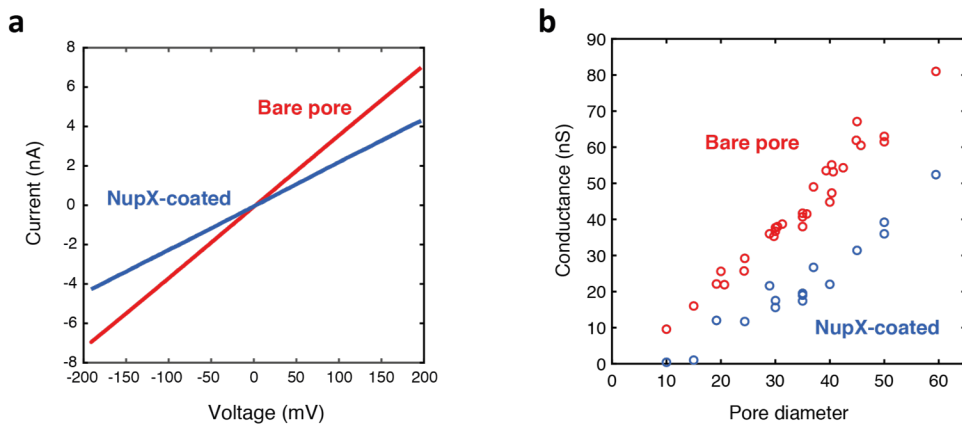 a
8
6
4
2
0
-2
-4
-6
-8
Current (nA)
Bare pore
NupX-coated
-200 -150 -100 -50 0 50 100 150 200
Voltage (mV)
b
90
80
70
60
50
40
30
20
10
0
Conductance (nS)
Bare pore
NupX-coated
0 10 20 30 40 50 60
Pore diameter